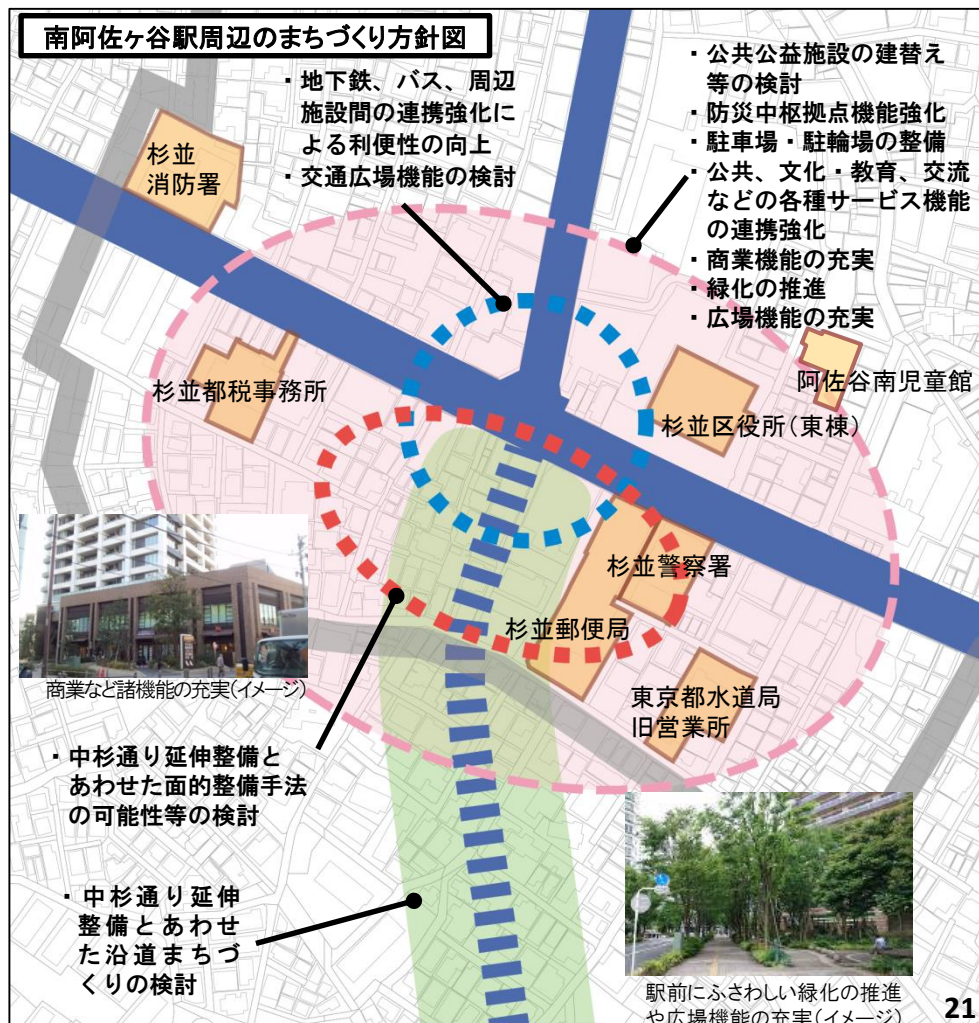 南阿佐ヶ谷駅周辺のまちづくり方針図
・地下鉄、バス、周辺
施設間の連携強化に
よる利便性の向上
・交通広場機能の検討
・公共公益施設の建替え
等の検討
・防災中枢拠点機能強化
・駐車場・駐輪場の整備
・公共、文化・教育、交流
などの各種サービス機能
の連携強化
・商業機能の充実
・緑化の推進
・広場機能の充実
杉並
消防署
杉並都税事務所
阿佐谷南児童館
杉並区役所(東棟)
杉並警察署
杉並郵便局
東京都水道局
旧営業所
商業など諸機能の充実(イメージ)
・中杉通り延伸整備と
あわせた面的整備手法
の可能性等の検討
・中杉通り延伸
整備とあわせ
た沿道まちづ
くりの検討
駅前にふさわしい緑化の推進
や広場機能の充実(イメージ)
21